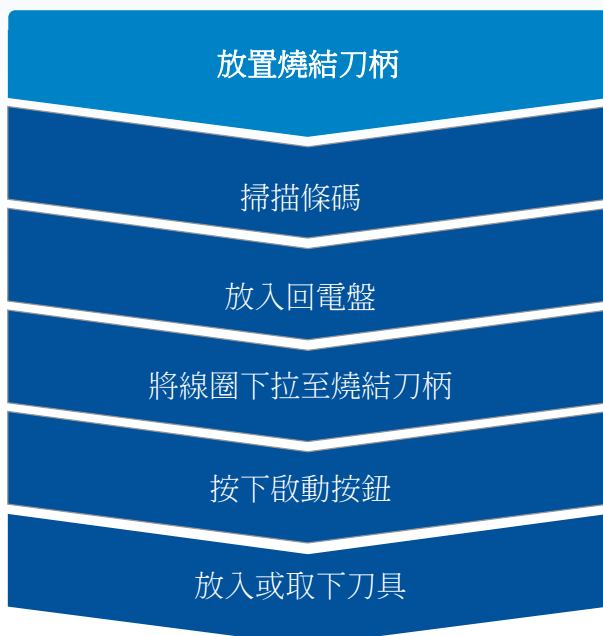 放置燒結刀柄
掃描條碼
放入回電盤
將線圈下拉至燒結刀柄
按下啟動按鈕
放入或取下刀具